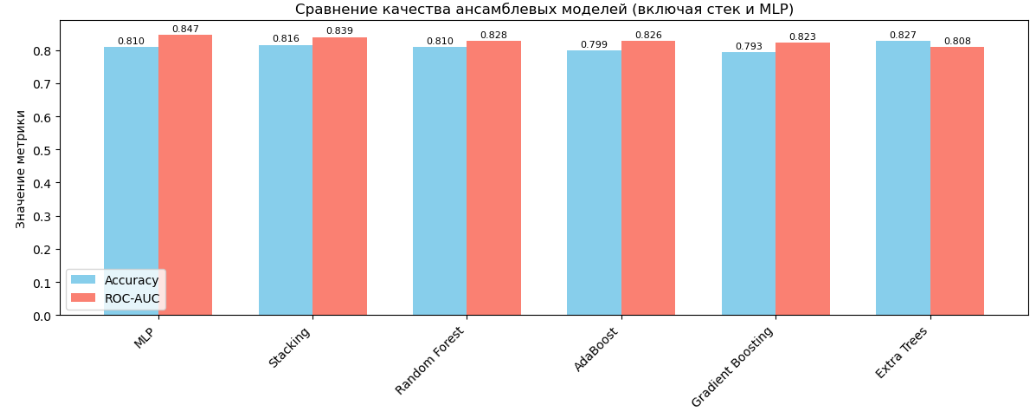 Сравнение качества ансамблевых моделей (включая стек и MLP)
Значение метрики
0.8
0.7
0.6
0.5
0.4
0.3
0.2
0.1
0.0
0.810 0.847 0.816 0.839 0.810 0.828 0.799 0.826 0.793 0.823 0.827 0.808
Accuracy
ROC-AUC
MLP
Stacking
Random Forest
AdaBoost
Gradient Boosting
Extra Trees